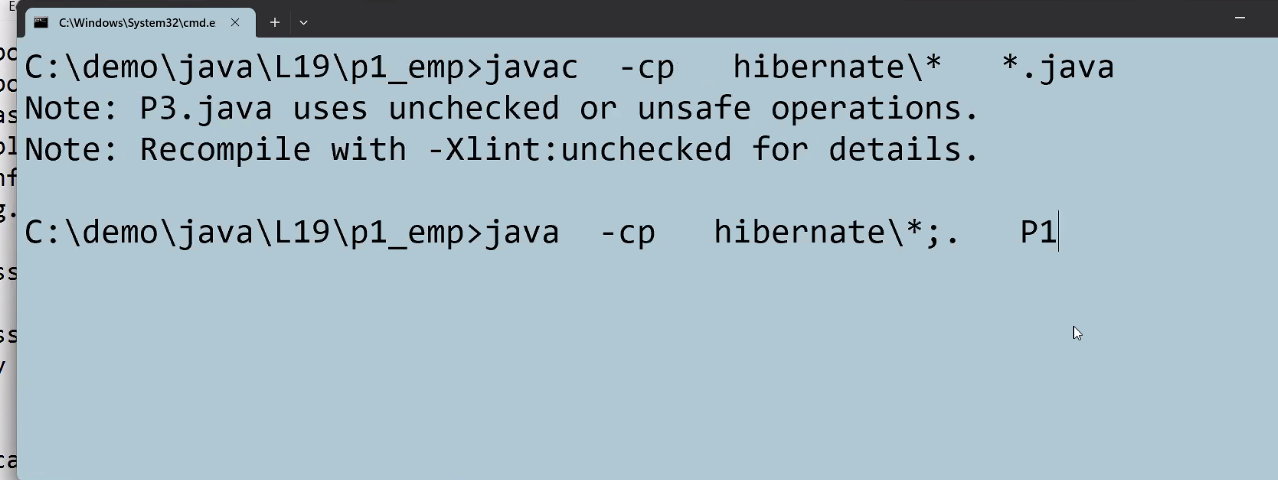 C:\Windows\System32\cmd.e
C:\demo\java\L19\p1_emp>javac  -cp   hibernate\*   *.java
Note: P3.java uses unchecked or unsafe operations.
Note: Recompile with -Xlint:unchecked for details.
C:\demo\java\L19\p1_emp>java  -cp   hibernate\*;.   P1